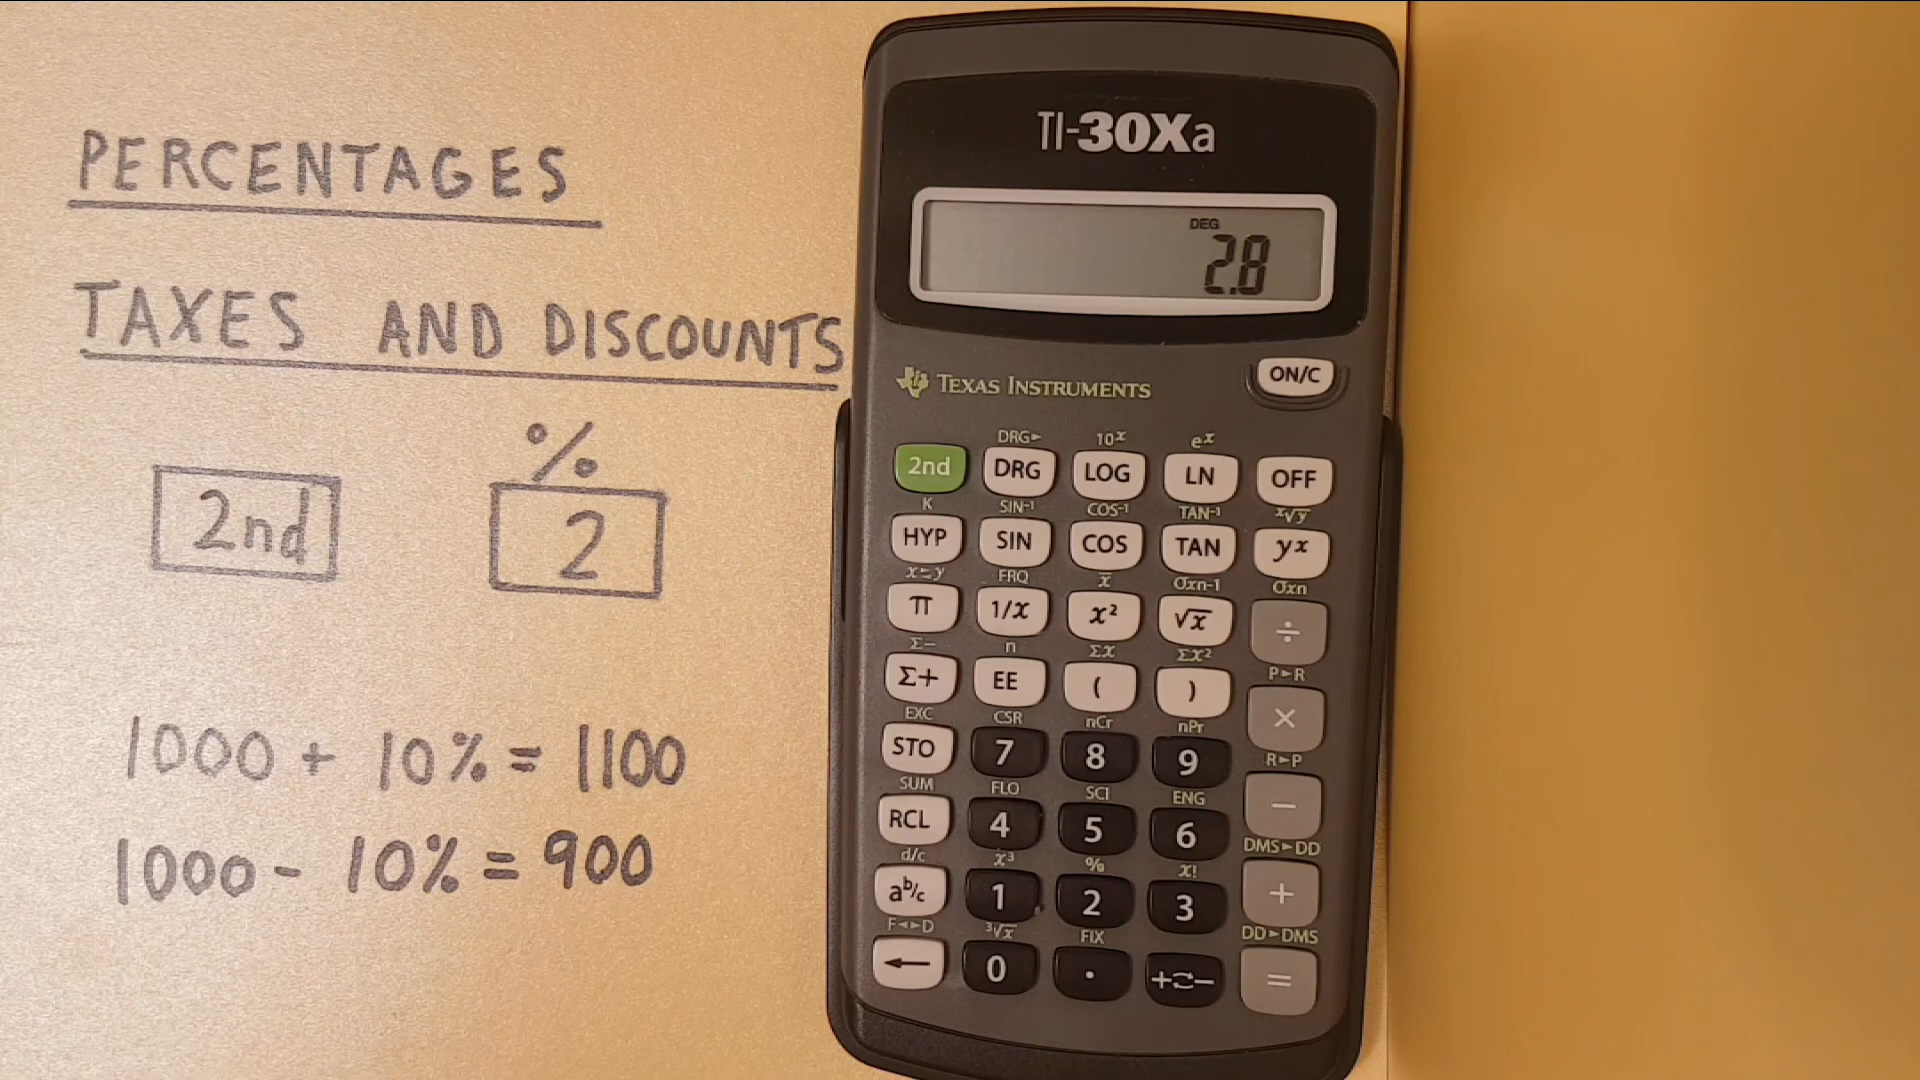 PERCENTAGES
TAXES AND DISCOUNTS
%
2nd 2
1000 + 10% = 1100
1000 - 10% = 900
TI-30Xa
DEG
2.8
TEXAS INSTRUMENTS
ON/C
DRG► 10ˣ eˣ
2nd DRG LOG LN OFF
K SIN⁻¹ COS⁻¹ TAN⁻¹ ˣ√y
HYP SIN COS TAN yˣ
x⇆y FRQ x̅ σxn-1 σxn
π 1/x x² √x ÷
Σ- n Σx Σx² P►R
Σ+ EE ( ) ×
EXC CSR nCr nPr R►P
STO 7 8 9 −
SUM FLO SCI ENG DMS►DD
RCL 4 5 6 +
d/c x³ % x! DD►DMS
aᵇ/c 1 2 3 =
F◄►D ³√x FIX
← 0 . +⇆−